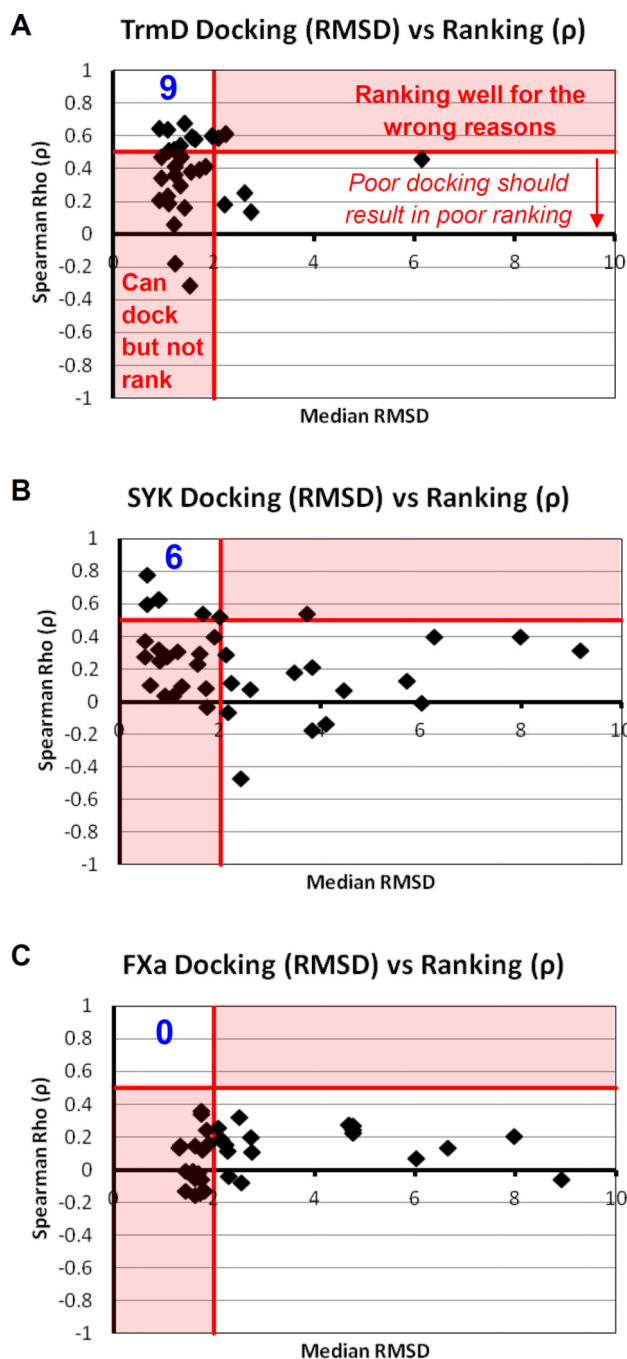 A
TrmD Docking (RMSD) vs Ranking (ρ)
1
0.8
0.6
0.4
0.2
0
-0.2
-0.4
-0.6
-0.8
-1
Spearman Rho (ρ)
9
Ranking well for the
wrong reasons
Poor docking should
result in poor ranking
Can
dock
but not
rank
0
2
4
6
8
10
Median RMSD
B
SYK Docking (RMSD) vs Ranking (ρ)
1
0.8
0.6
0.4
0.2
0
-0.2
-0.4
-0.6
-0.8
-1
Spearman Rho (ρ)
6
0
2
4
6
8
10
Median RMSD
C
FXa Docking (RMSD) vs Ranking (ρ)
1
0.8
0.6
0.4
0.2
0
-0.2
-0.4
-0.6
-0.8
-1
Spearman Rho (ρ)
0
0
2
4
6
8
10
Median RMSD